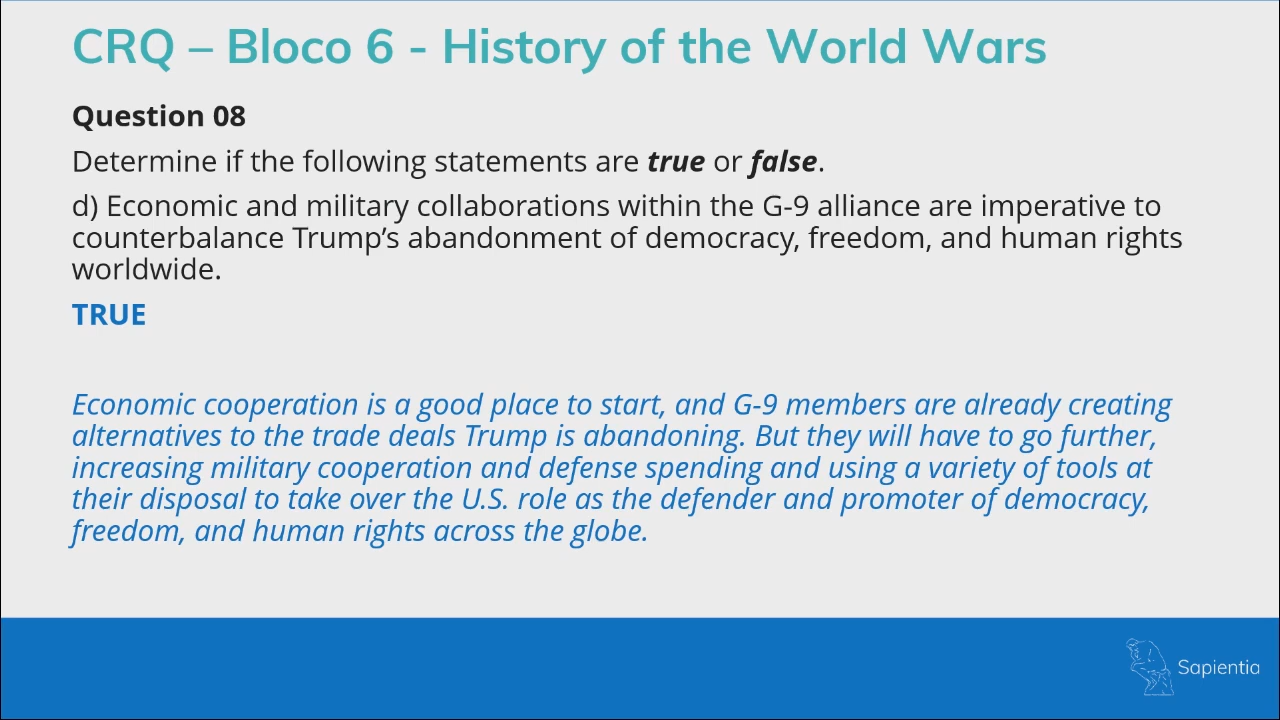 CRQ – Bloco 6 - History of the World Wars
Question 08
Determine if the following statements are true or false.
d) Economic and military collaborations within the G-9 alliance are imperative to
counterbalance Trump’s abandonment of democracy, freedom, and human rights
worldwide.
TRUE
Economic cooperation is a good place to start, and G-9 members are already creating
alternatives to the trade deals Trump is abandoning. But they will have to go further,
increasing military cooperation and defense spending and using a variety of tools at
their disposal to take over the U.S. role as the defender and promoter of democracy,
freedom, and human rights across the globe.
Sapientia